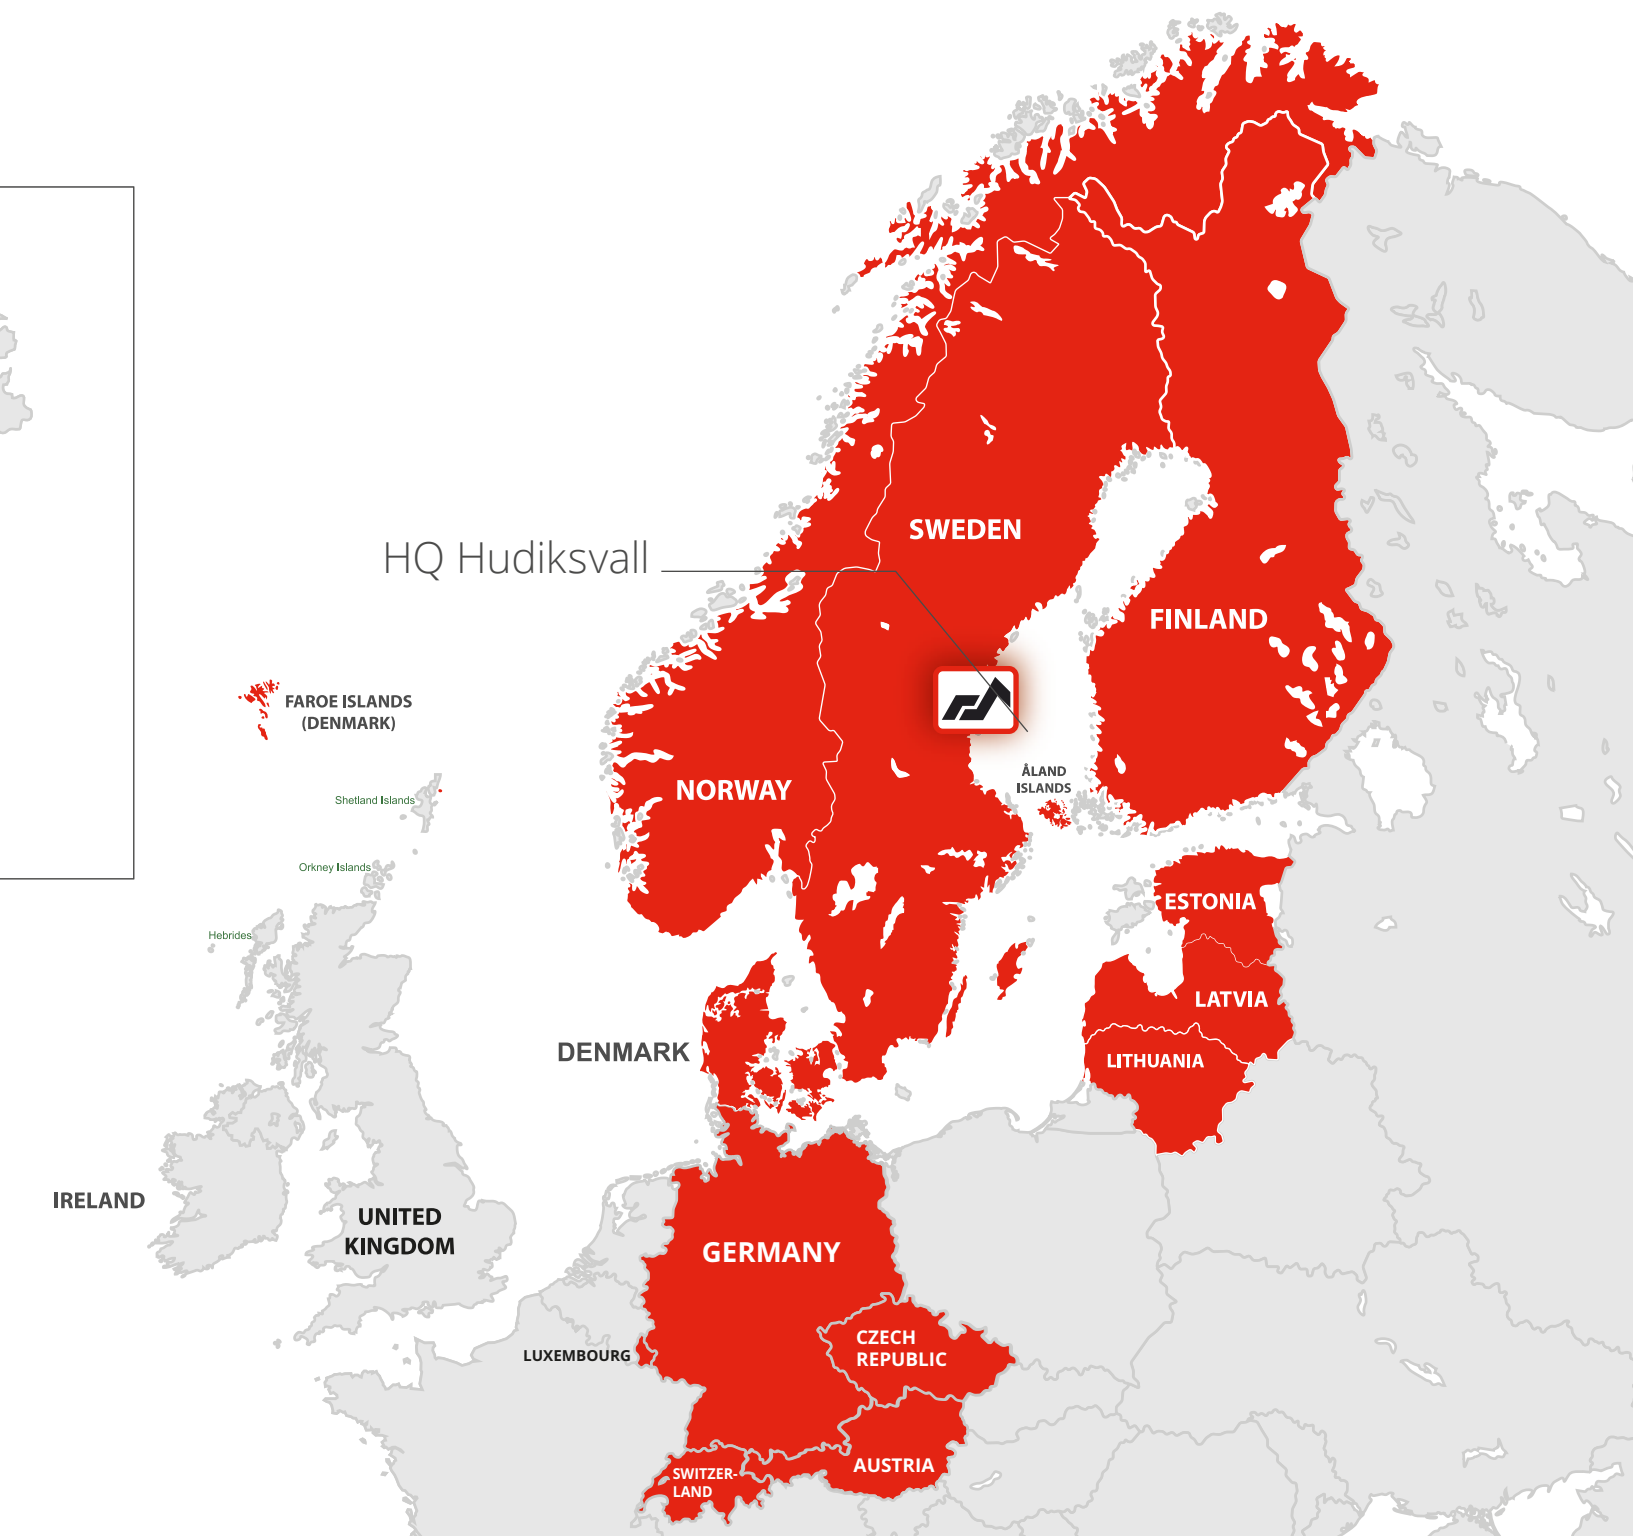 SWEDEN
HQ Hudiksvall
FINLAND
FAROE ISLANDS
(DENMARK)
NORWAY
ÅLAND
ISLANDS
Shetland Islands
Orkney Islands
ESTONIA
Hebrides
LATVIA
DENMARK
LITHUANIA
IRELAND
UNITED
KINGDOM
GERMANY
CZECH
REPUBLIC
LUXEMBOURG
AUSTRIA
SWITZER-
LAND